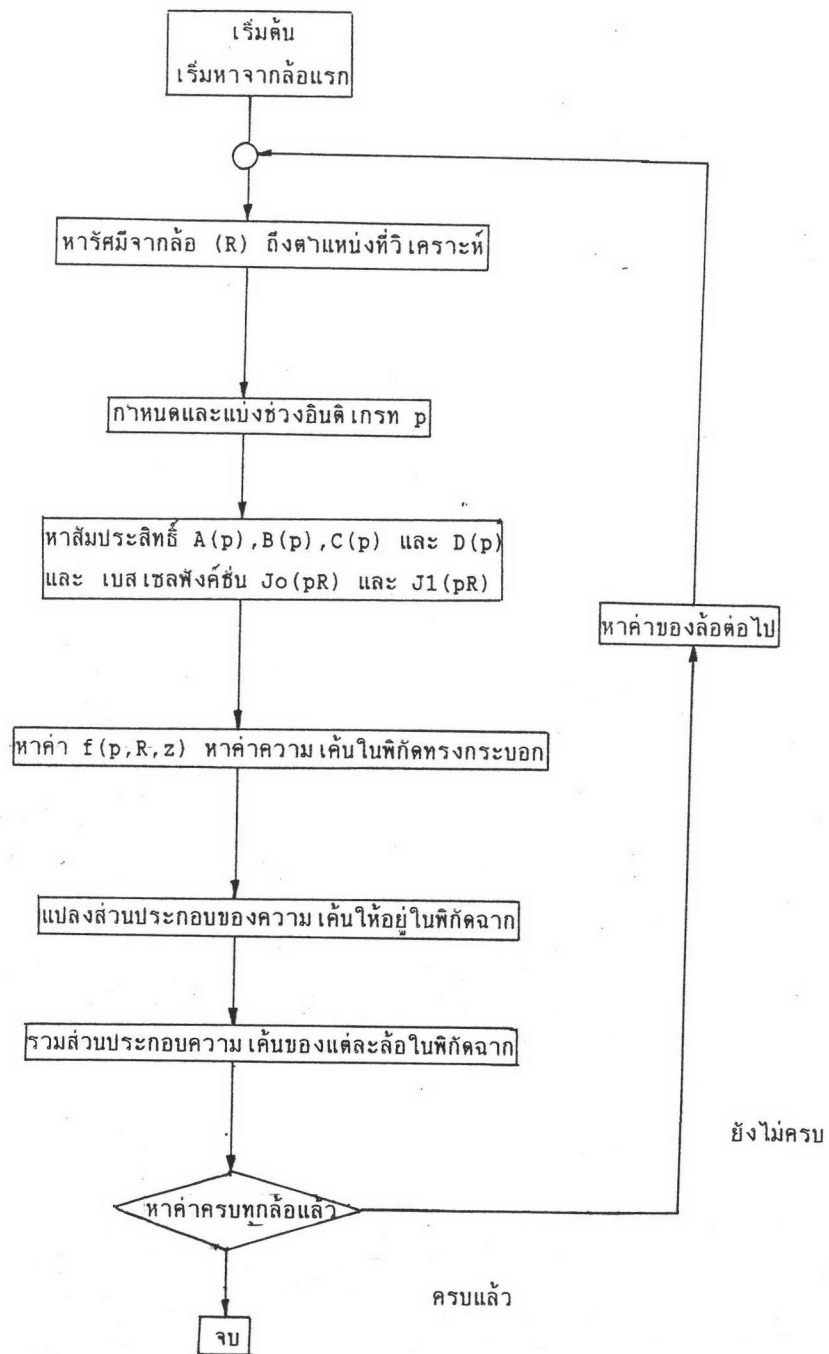 เริ่มต้น
เริ่มหาจากล้อแรก
หารัศมีจากล้อ (R) ถึงตำแหน่งที่วิเคราะห์
กำหนดและแบ่งช่วงอินติเกรท p
หาสัมประสิทธิ์ A(p),B(p),C(p) และ D(p)
และ เบสเซลฟังค์ชั่น Jo(pR) และ J1(pR)
หาค่าของล้อต่อไป
หาค่า f(p,R,z) หาค่าความเค้นในพิกัดทรงกระบอก
แปลงส่วนประกอบของความเค้นให้อยู่ในพิกัดฉาก
รวมส่วนประกอบความเค้นของแต่ละล้อในพิกัดฉาก
ยังไม่ครบ
หาค่าครบทุกล้อแล้ว
ครบแล้ว
จบ